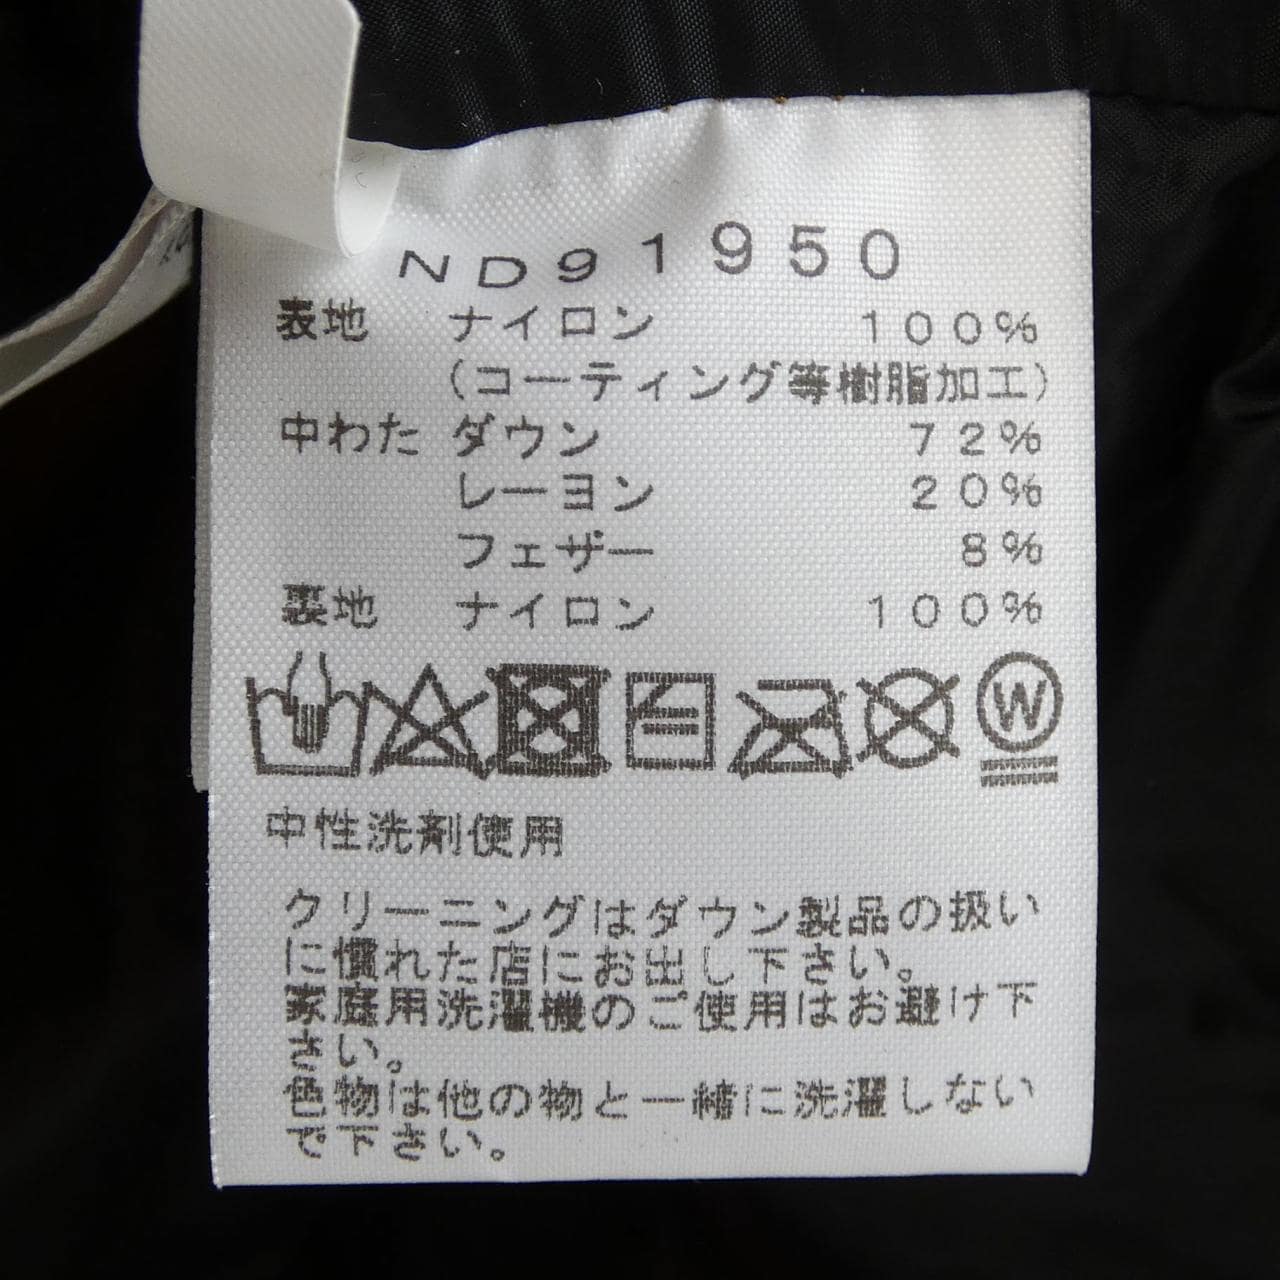 ND91950
表地 ナイロン 100%
(コーティング等樹脂加工)
中わた ダウン 72%
レーヨン 20%
フェザー 8%
裏地 ナイロン 100%
W
中性洗剤使用
クリーニングはダウン製品の扱い
に慣れた店にお出し下さい。
家庭用洗濯機のご使用はお避け下
さい。
色物は他の物と一緒に洗濯しない
で下さい。